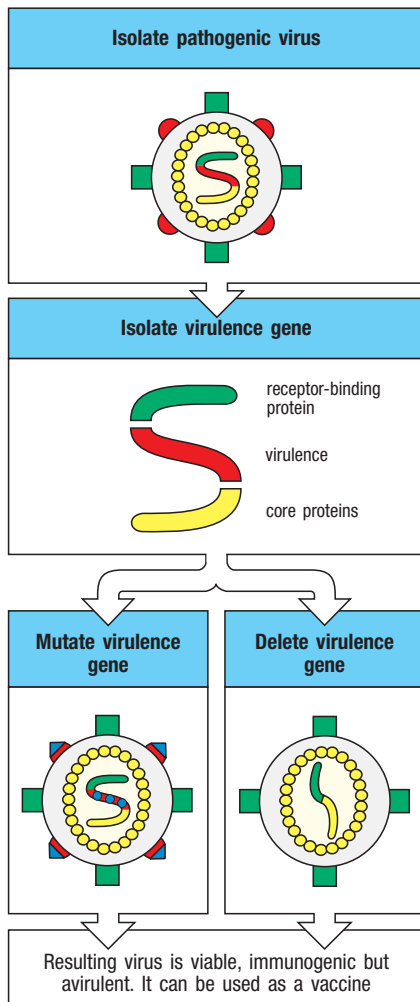 Isolate pathogenic virus
Isolate virulence gene
receptor-binding
protein
virulence
core proteins
Mutate virulence
gene
Delete virulence
gene
Resulting virus is viable, immunogenic but
avirulent. It can be used as a vaccine